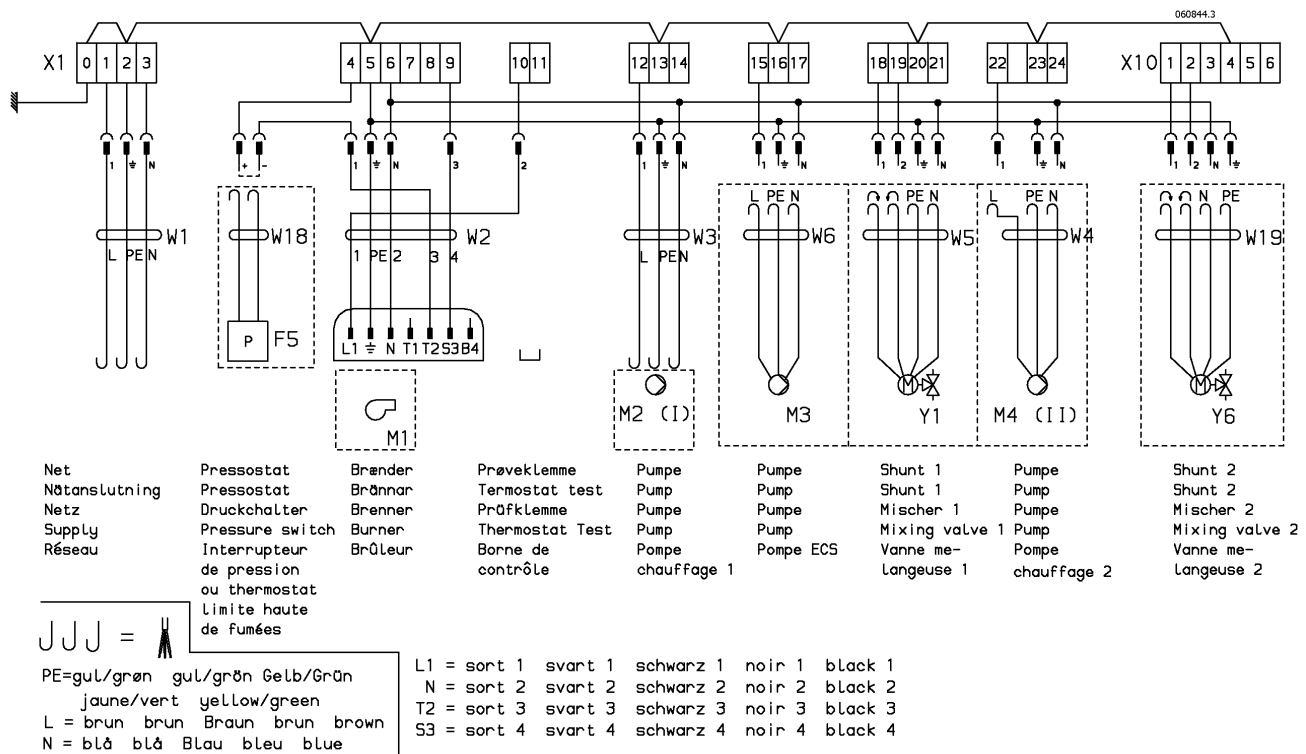 060844.3
X1 0 1 2 3 4 5 6 7 8 9 10 11 12 13 14 15 16 17 18 19 20 21 22 23 24 X10 1 2 3 4 5 6
1 N + - 1 N 3 2 1 N 1 N 1 2 N 1 N 1 2 N
L PE N PE N L PE N N PE
W1 W18 W2 W3 W6 W5 W4 W19
L PE N 1 PE 2 3 4 L PE N
P F5 L1 N T1 T2 S3 B4
M M
M1 M2 (I) M3 Y1 M4 (II) Y6
Net Pressostat Brænder Prøveklemme Pumpe Pumpe Shunt 1 Pumpe Shunt 2
Nätanslutning Pressostat Brännar Termostat test Pump Pump Shunt 1 Pump Shunt 2
Netz Druckchalter Brenner Prüfklemme Pumpe Pumpe Mischer 1 Pumpe Mischer 2
Supply Pressure switch Burner Thermostat Test Pump Pump Mixing valve 1 Pump Mixing valve 2
Réseau Interrupteur Brûleur Borne de Pompe Pompe ECS Vanne me- Pompe Vanne me-
de pression contrôle chauffage 1 langeuse 1 chauffage 2 langeuse 2
ou thermostat
limite haute
de fumées
=
PE=gul/grøn gul/grön Gelb/Grün
jaune/vert yellow/green
L = brun brun Braun brun brown
N = blå blå Blau bleu blue
L1 = sort 1 svart 1 schwarz 1 noir 1 black 1
N = sort 2 svart 2 schwarz 2 noir 2 black 2
T2 = sort 3 svart 3 schwarz 3 noir 3 black 3
S3 = sort 4 svart 4 schwarz 4 noir 4 black 4